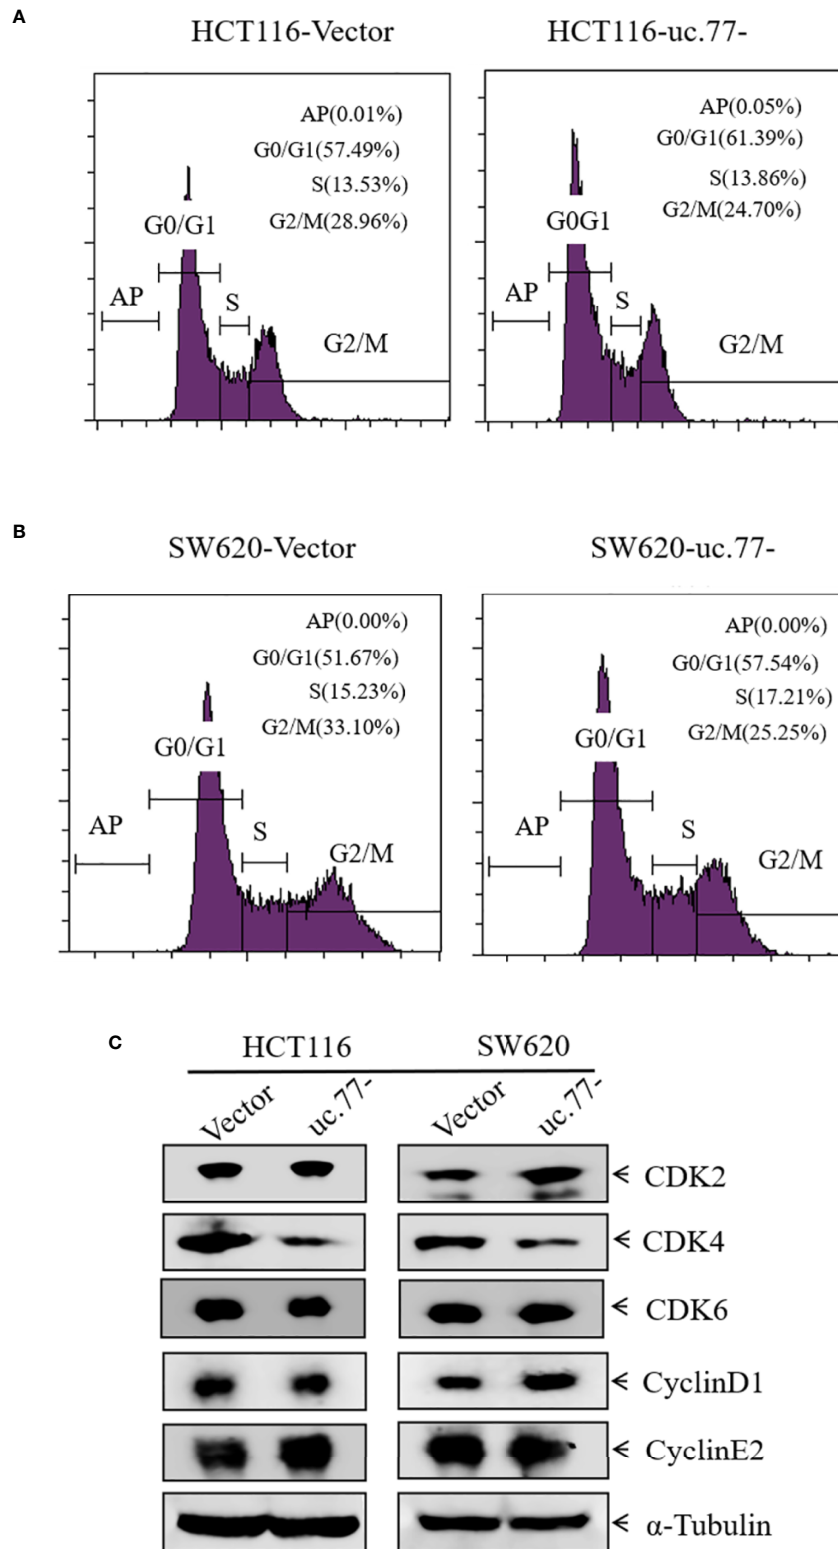 A
HCT116-Vector
HCT116-uc.77-
AP(0.01%)
G0/G1(57.49%)
S(13.53%)
G2/M(28.96%)
G0/G1
AP
S
G2/M
AP(0.05%)
G0/G1(61.39%)
S(13.86%)
G2/M(24.70%)
G0G1
AP
S
G2/M
B
SW620-Vector
SW620-uc.77-
AP(0.00%)
G0/G1(51.67%)
S(15.23%)
G2/M(33.10%)
G0/G1
AP
S
G2/M
AP(0.00%)
G0/G1(57.54%)
S(17.21%)
G2/M(25.25%)
G0/G1
AP
S
G2/M
C
HCT116
SW620
Vector
uc.77-
Vector
uc.77-
CDK2
CDK4
CDK6
CyclinD1
CyclinE2
α-Tubulin